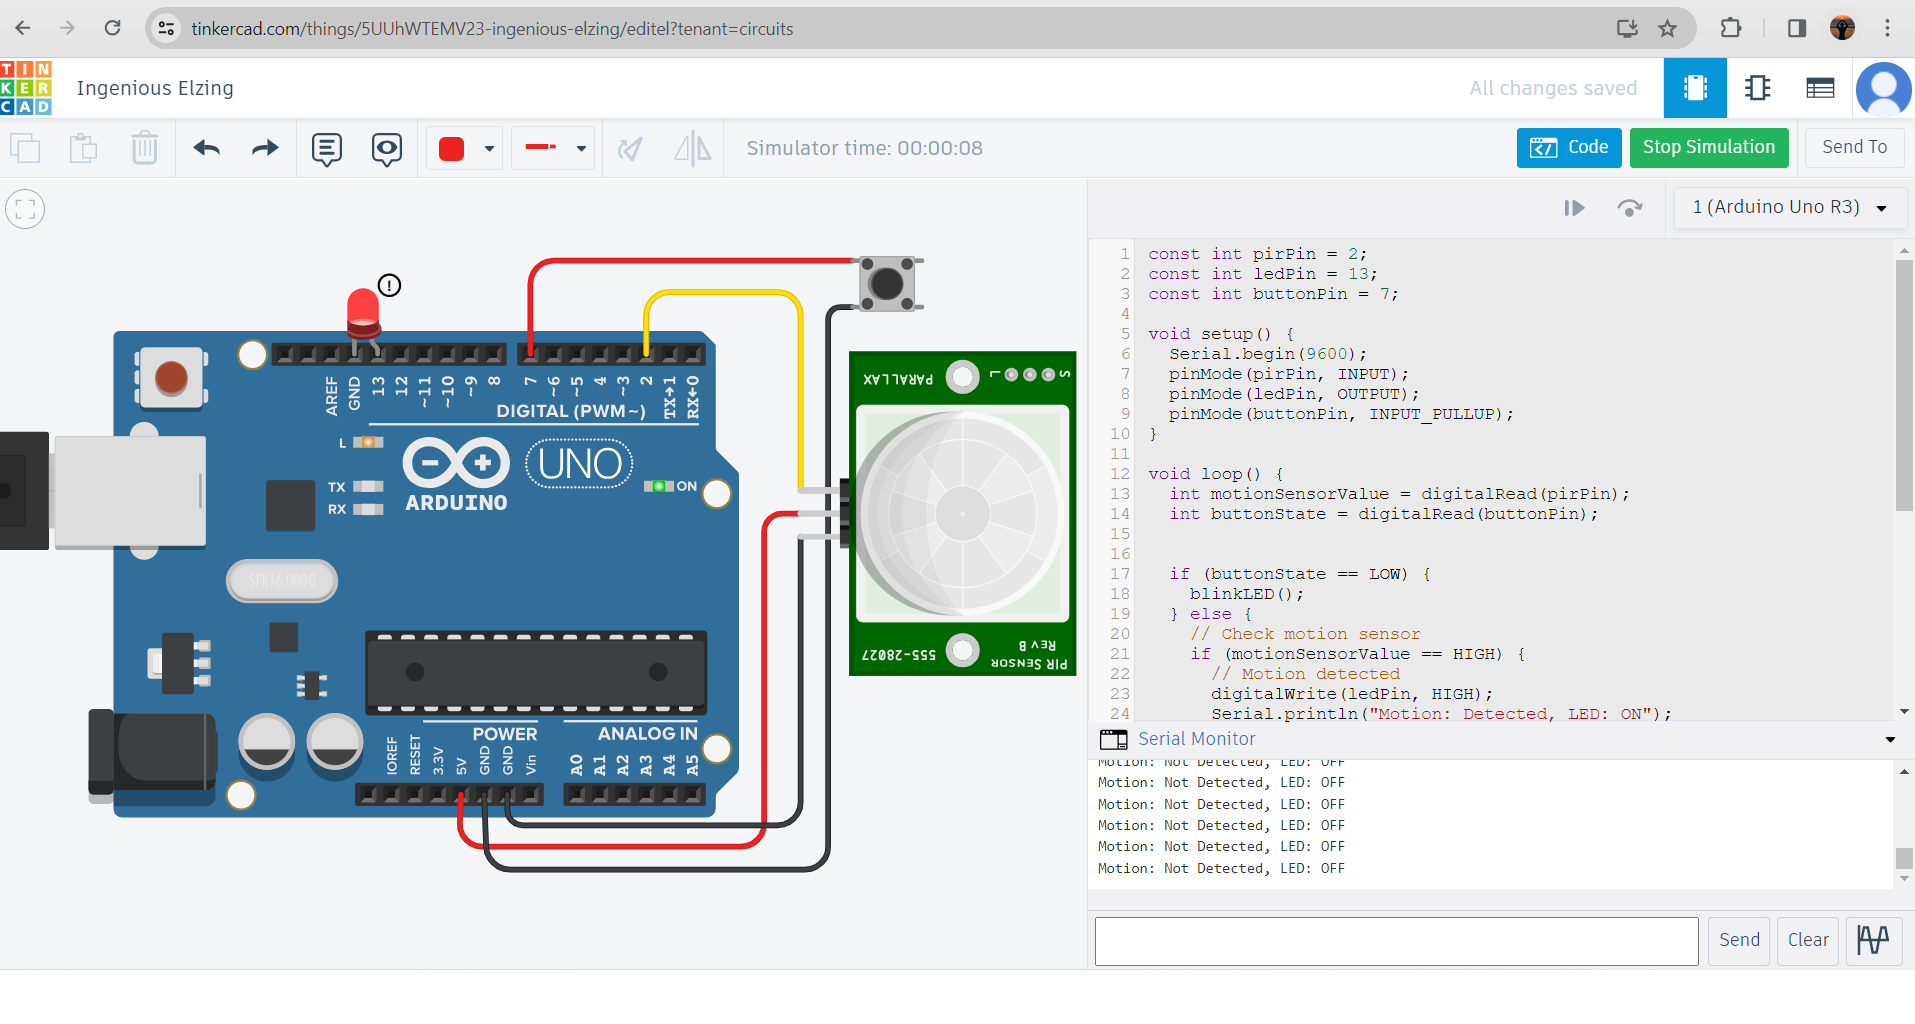 tinkercad.com/things/5UUhWTEMV23-ingenious-elzing/editel?tenant=circuits
TIN
KER
CAD
Ingenious Elzing
All changes saved
Simulator time: 00:00:08
Code
Stop Simulation
Send To
1 (Arduino Uno R3)
AREF
GND
13
12
~11
~10
~9
8
7
~6
~5
4
~3
2
TX→1
RX←0
DIGITAL (PWM~)
L
TX
RX
ARDUINO
UNO
ON
SPK16.000G
POWER
ANALOG IN
IOREF
RESET
3.3V
5V
GND
GND
Vin
A0
A1
A2
A3
A4
A5
PARALLAX
L
S
555-28027
REV B
PIR SENSOR
1 const int pirPin = 2;
2 const int ledPin = 13;
3 const int buttonPin = 7;
4
5 void setup() {
6 Serial.begin(9600);
7 pinMode(pirPin, INPUT);
8 pinMode(ledPin, OUTPUT);
9 pinMode(buttonPin, INPUT_PULLUP);
10 }
11
12 void loop() {
13 int motionSensorValue = digitalRead(pirPin);
14 int buttonState = digitalRead(buttonPin);
15
16
17 if (buttonState == LOW) {
18 blinkLED();
19 } else {
20 // Check motion sensor
21 if (motionSensorValue == HIGH) {
22 // Motion detected
23 digitalWrite(ledPin, HIGH);
24 Serial.println("Motion: Detected, LED: ON");
Serial Monitor
Motion: Not Detected, LED: OFF
Motion: Not Detected, LED: OFF
Motion: Not Detected, LED: OFF
Motion: Not Detected, LED: OFF
Motion: Not Detected, LED: OFF
Motion: Not Detected, LED: OFF
Send
Clear